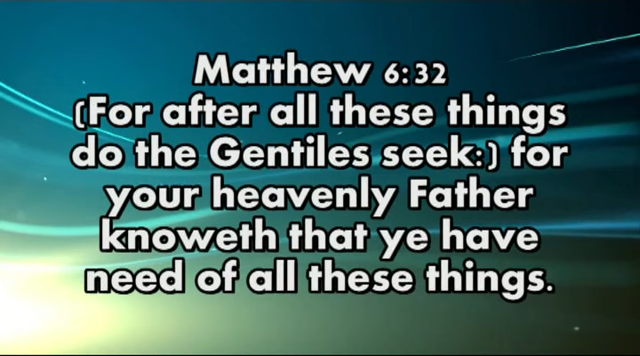 Matthew 6:32
(For after all these things
do the Gentiles seek:) for
your heavenly Father
knoweth that ye have
need of all these things.